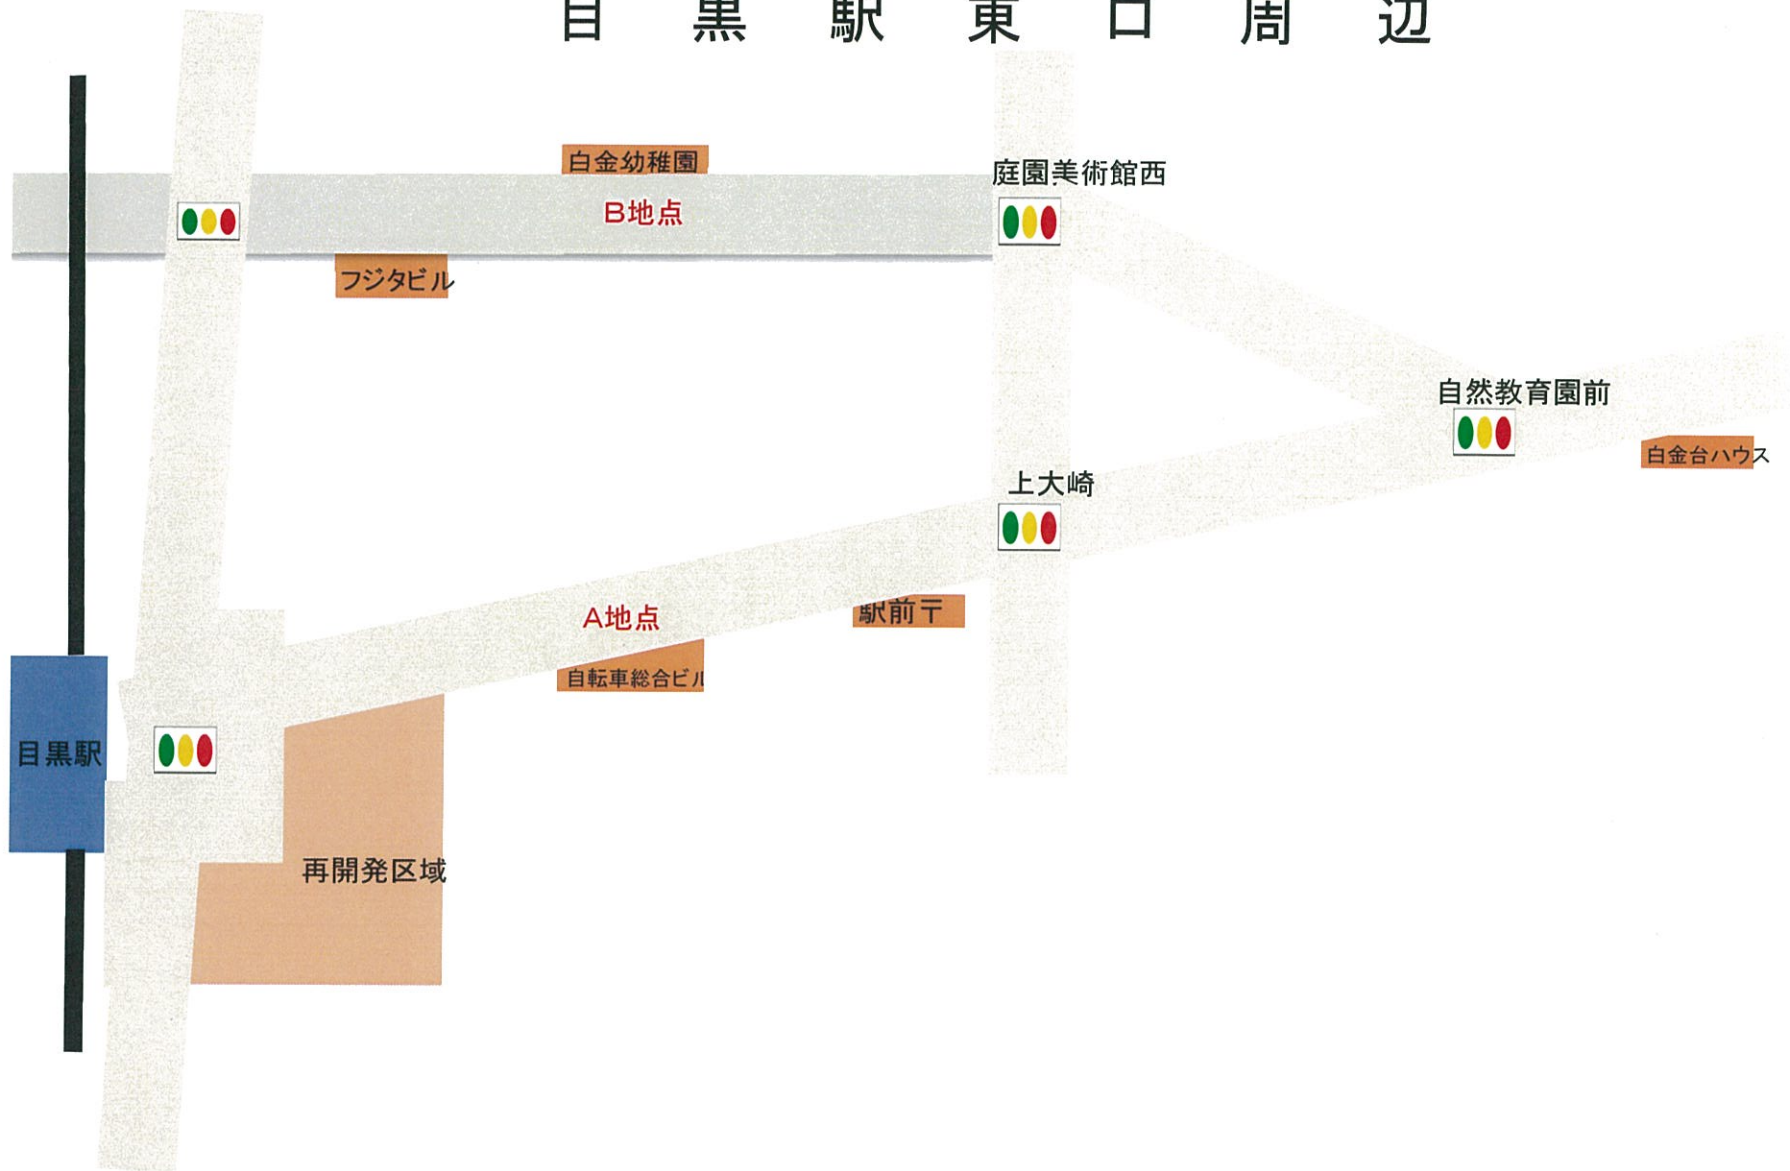 目黒駅東口周辺
白金幼稚園
庭園美術館西
B地点
フジタビル
自然教育園前
白金台ハウス
上大崎
A地点
駅前〒
自転車総合ビル
目黒駅
再開発区域